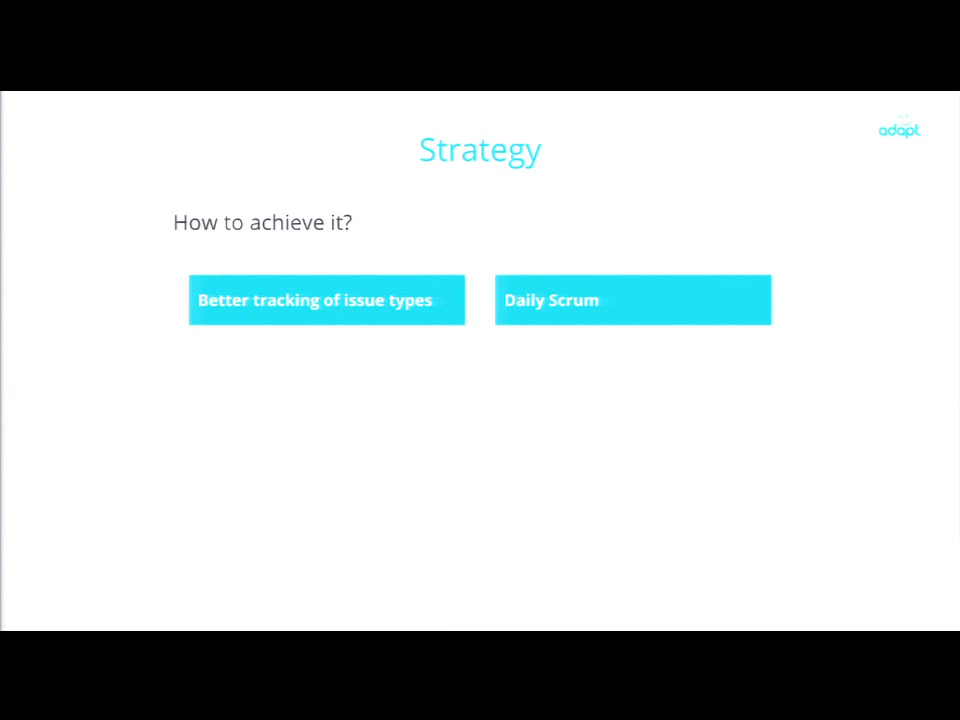 adapt
Strategy
How to achieve it?
Better tracking of issue types
Daily Scrum